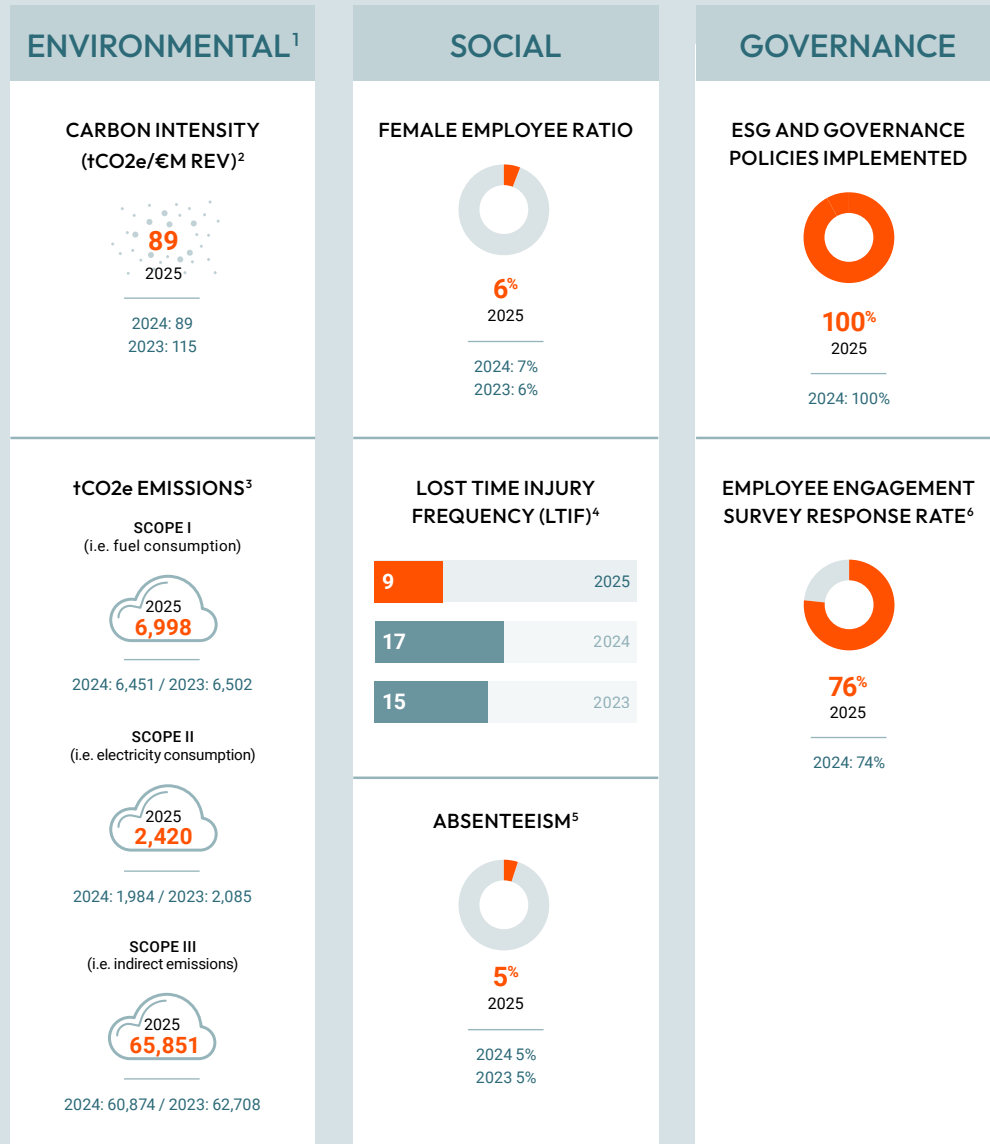 ENVIRONMENTAL¹
CARBON INTENSITY
(tCO2e/€M REV)²
89
2025
2024: 89
2023: 115
tCO2e EMISSIONS³
SCOPE I
(i.e. fuel consumption)
2025
6,998
2024: 6,451 / 2023: 6,502
SCOPE II
(i.e. electricity consumption)
2025
2,420
2024: 1,984 / 2023: 2,085
SCOPE III
(i.e. indirect emissions)
2025
65,851
2024: 60,874 / 2023: 62,708
SOCIAL
FEMALE EMPLOYEE RATIO
6%
2025
2024: 7%
2023: 6%
LOST TIME INJURY
FREQUENCY (LTIF)⁴
9 2025
17 2024
15 2023
ABSENTEEISM⁵
5%
2025
2024 5%
2023 5%
GOVERNANCE
ESG AND GOVERNANCE
POLICIES IMPLEMENTED
100%
2025
2024: 100%
EMPLOYEE ENGAGEMENT
SURVEY RESPONSE RATE⁶
76%
2025
2024: 74%